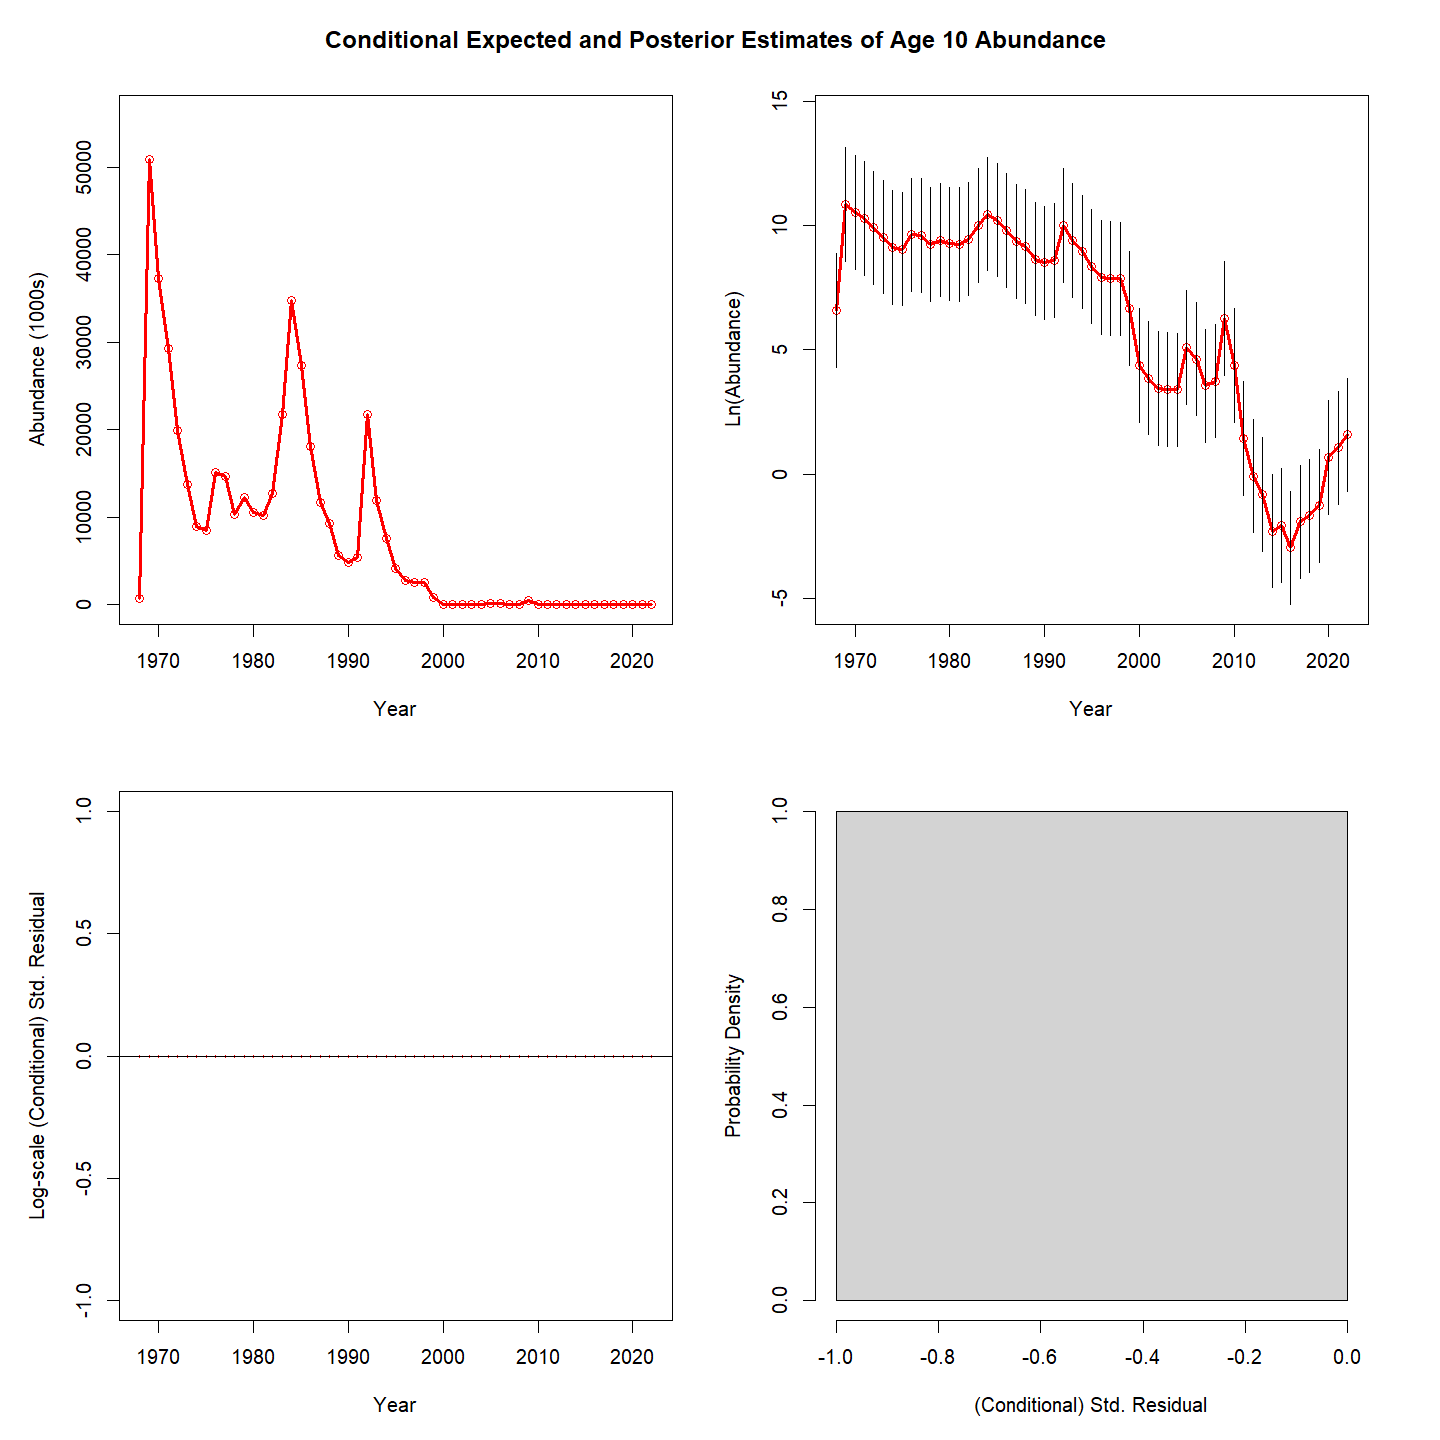 Conditional Expected and Posterior Estimates of Age 10 Abundance
Abundance (1000s)
50000
40000
30000
20000
10000
0
1970 1980 1990 2000 2010 2020
Year
Ln(Abundance)
15
10
5
0
-5
1970 1980 1990 2000 2010 2020
Year
Log-scale (Conditional) Std. Residual
1.0
0.5
0.0
-0.5
-1.0
1970 1980 1990 2000 2010 2020
Year
Probability Density
1.0
0.8
0.6
0.4
0.2
0.0
-1.0 -0.8 -0.6 -0.4 -0.2 0.0
(Conditional) Std. Residual